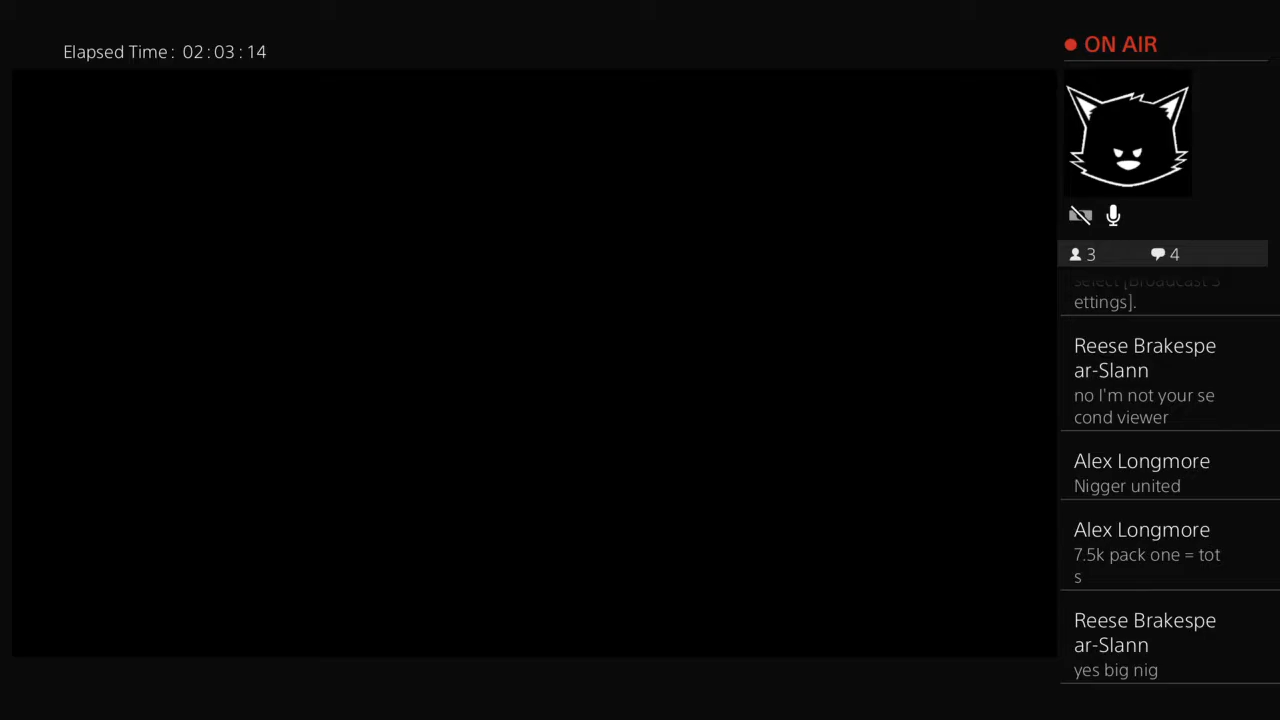 Elapsed Time: 02:03:14
ON AIR
3 4
select [Broadcast S
ettings].
Reese Brakespe
ar-Slann
no I'm not your se
cond viewer
Alex Longmore
Nigger united
Alex Longmore
7.5k pack one = tot
s
Reese Brakespe
ar-Slann
yes big nig